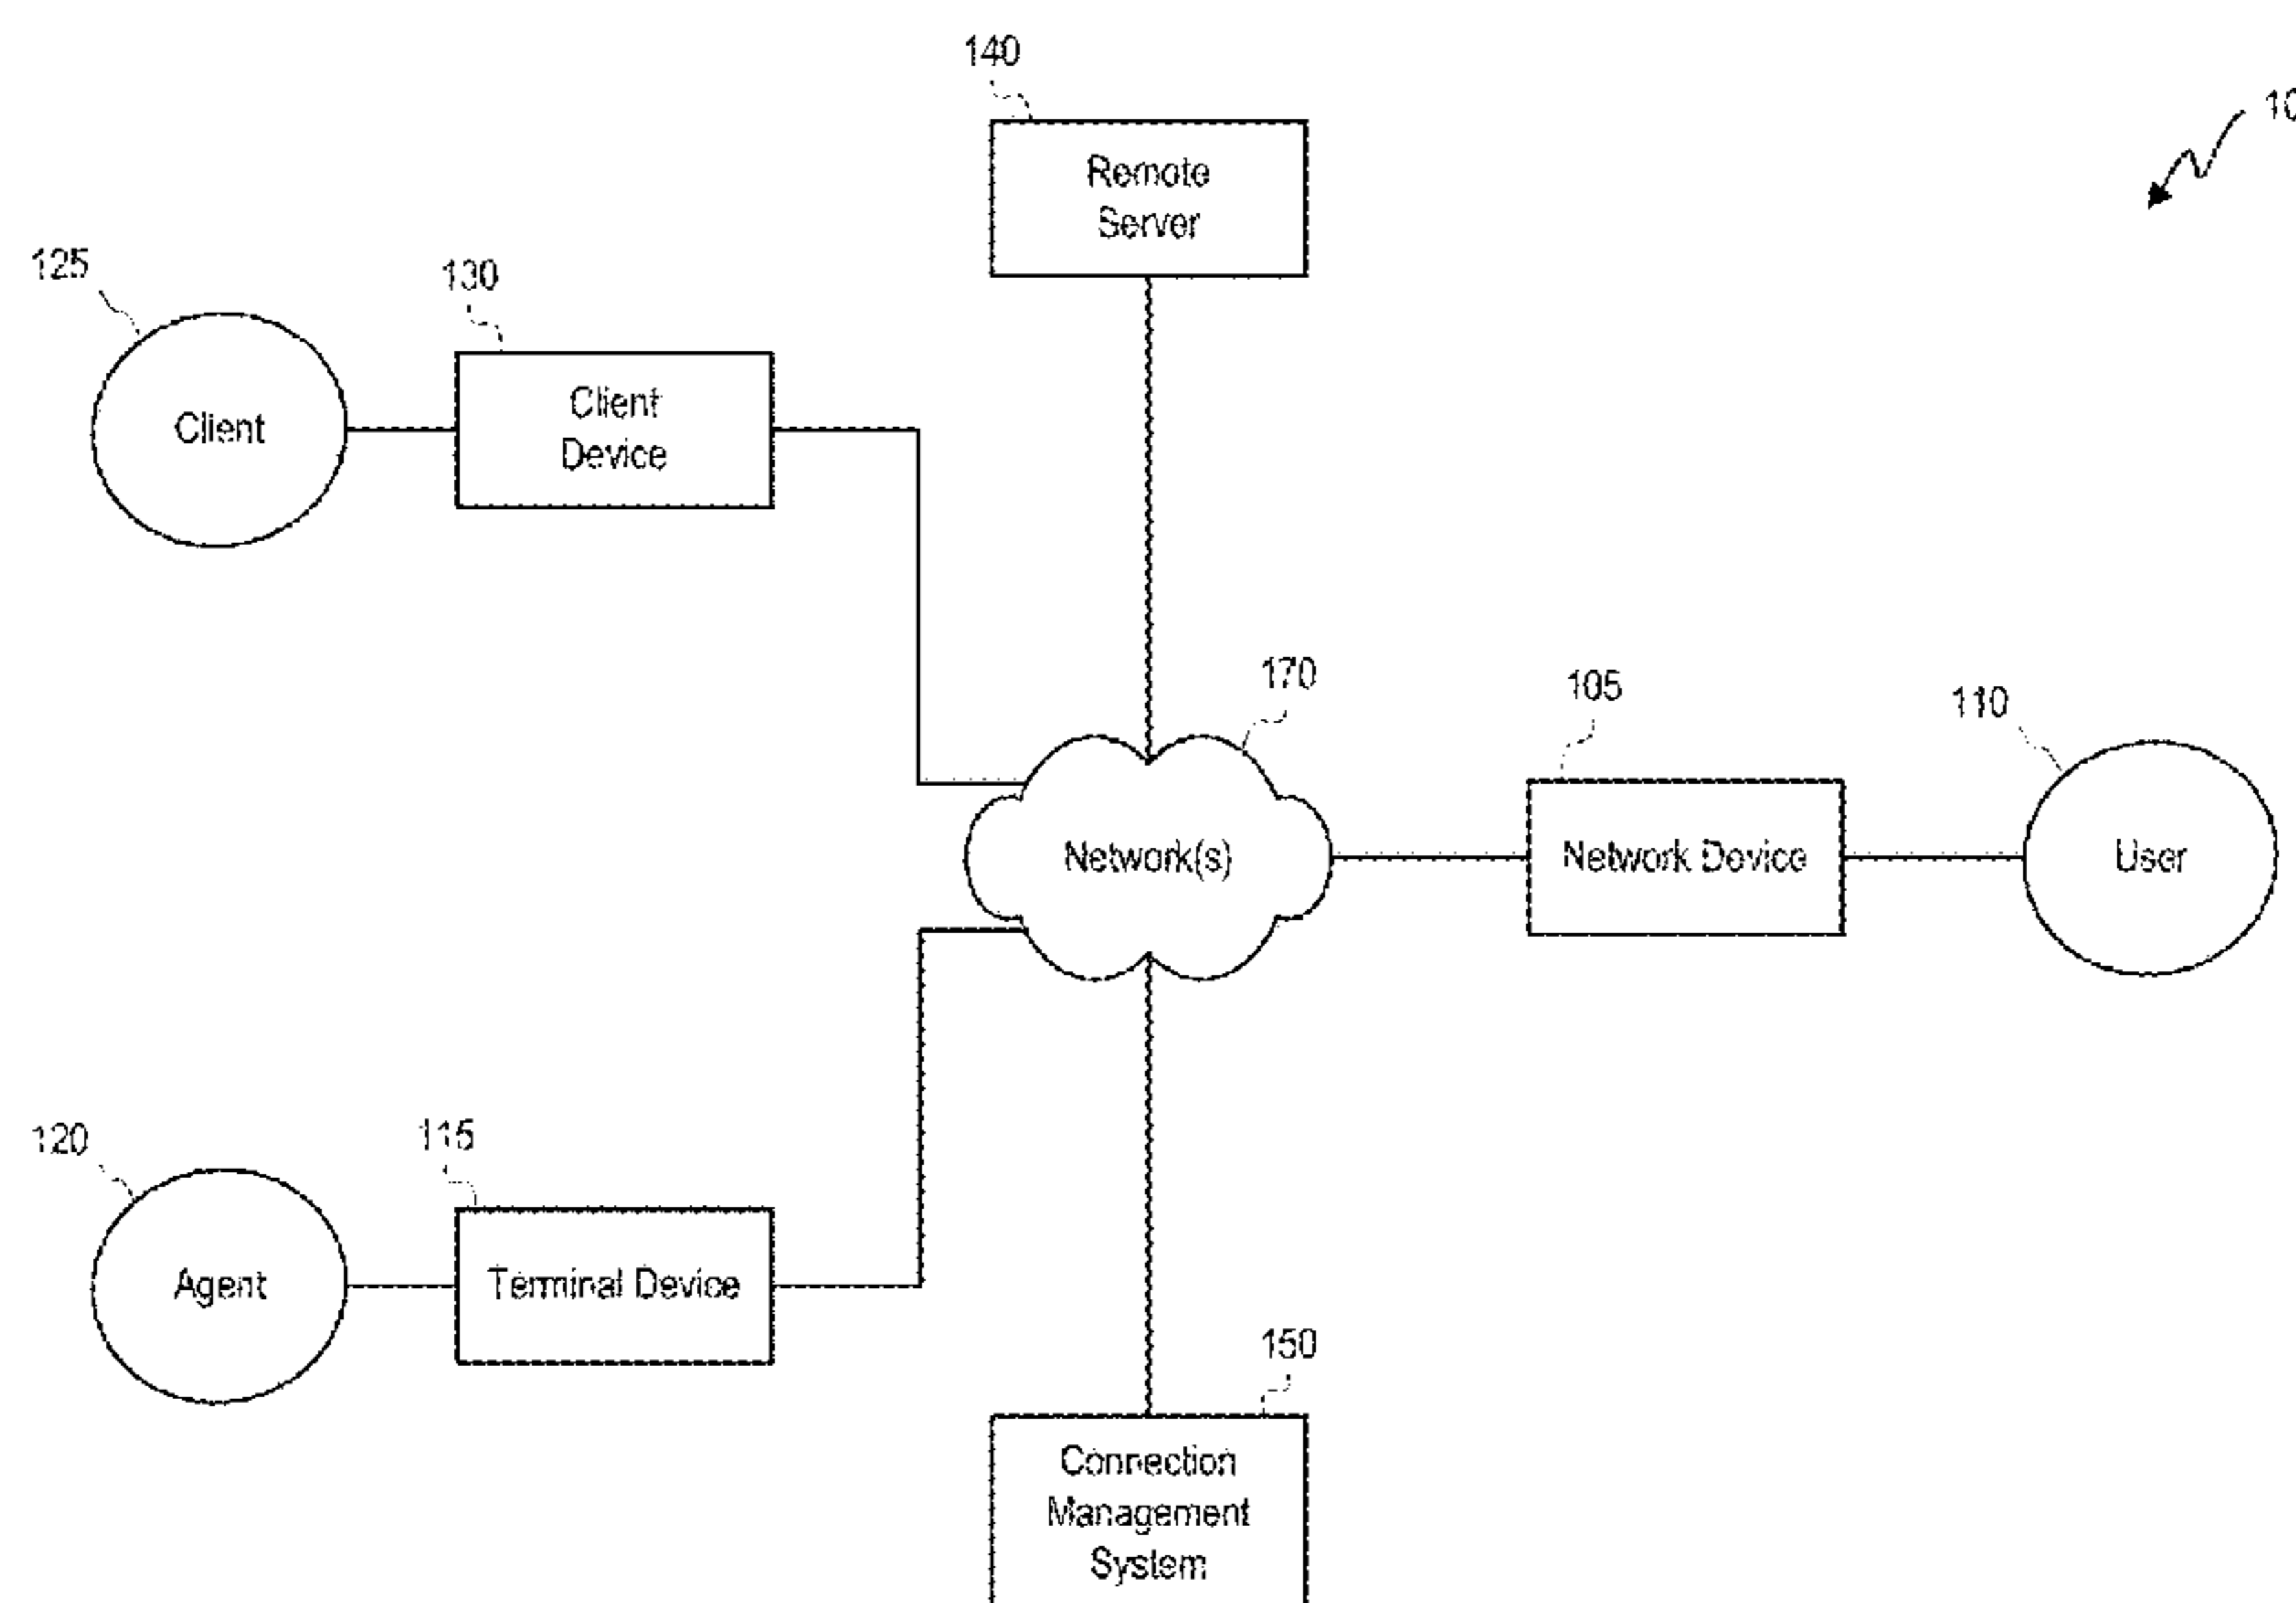 140
10
Remote
Server
125
130
Client
Client
Device
170
105
110
Network(s)
Network Device
User
120
115
Agent
Terminal Device
150
Connection
Management
System